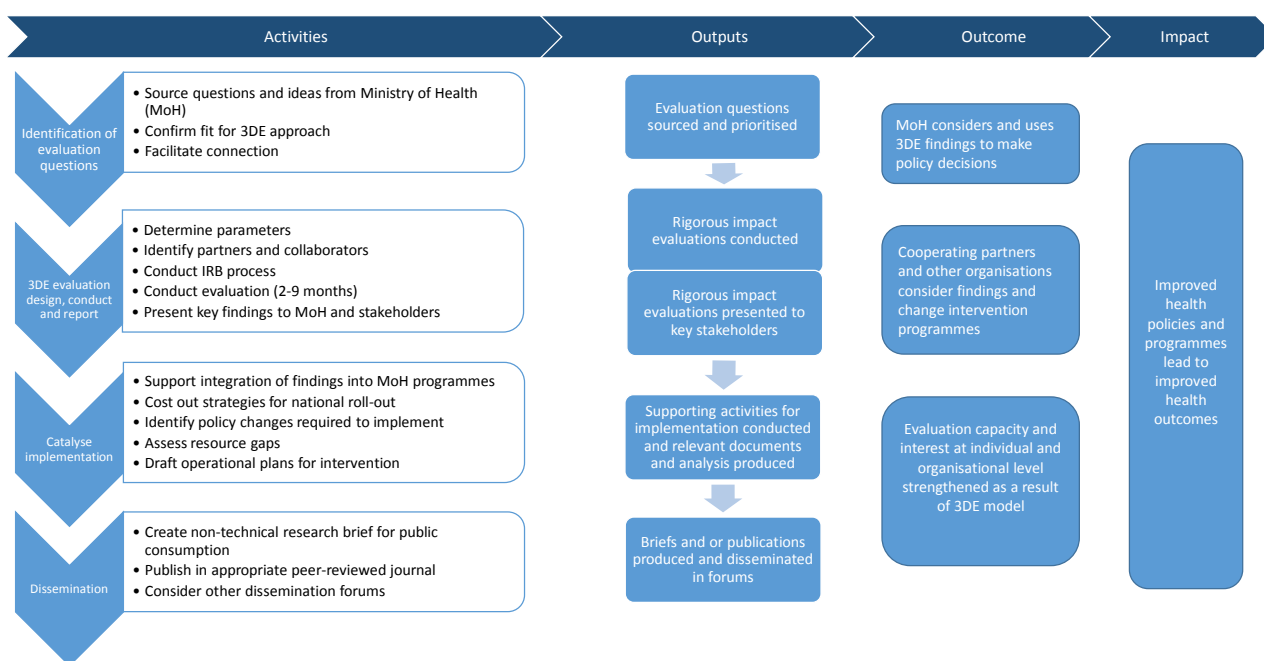 Activities
Outputs
Outcome
Impact
Identification of
evaluation
questions
• Source questions and ideas from Ministry of Health
(MoH)
• Confirm fit for 3DE approach
• Facilitate connection
3DE evaluation
design, conduct
and report
• Determine parameters
• Identify partners and collaborators
• Conduct IRB process
• Conduct evaluation (2-9 months)
• Present key findings to MoH and stakeholders
Catalyse
implementation
• Support integration of findings into MoH programmes
• Cost out strategies for national roll-out
• Identify policy changes required to implement
• Assess resource gaps
• Draft operational plans for intervention
Dissemination
• Create non-technical research brief for public
consumption
• Publish in appropriate peer-reviewed journal
• Consider other dissemination forums
Evaluation questions
sourced and prioritised
Rigorous impact
evaluations conducted
Rigorous impact
evaluations presented to
key stakeholders
Supporting activities for
implementation conducted
and relevant documents
and analysis produced
Briefs and or publications
produced and disseminated
in forums
MoH considers and uses
3DE findings to make
policy decisions
Cooperating partners
and other organisations
consider findings and
change intervention
programmes
Evaluation capacity and
interest at individual and
organisational level
strengthened as a result
of 3DE model
Improved
health
policies and
programmes
lead to
improved
health
outcomes